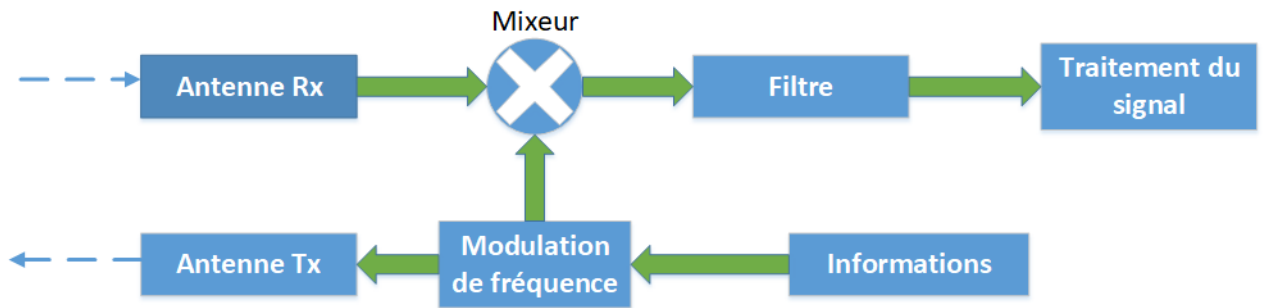 Mixeur
Antenne Rx
Filtre
Traitement du
signal
Antenne Tx
Modulation
de fréquence
Informations